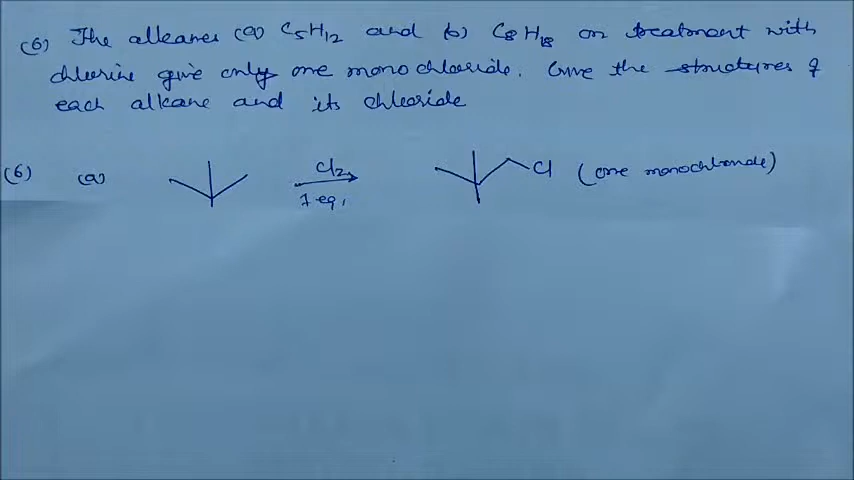 (6) The alkanes (a) C5H12 and (b) C8H18 on treatment with
chlorine give only one monochloride. Give the structures of
each alkane and its chloride
(6) (a) Cl2 Cl (one monochloride)
1 eq.